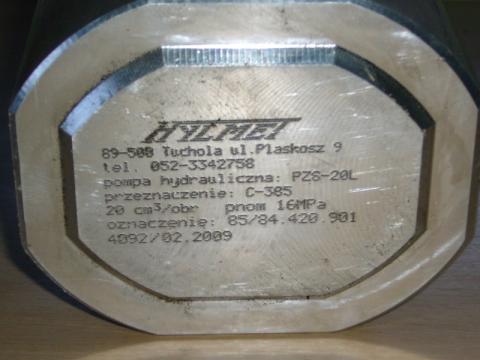 HYLMET
89-500 Tuchola ul.Plaskosz 9
tel. 052-3342758
pompa hydrauliczna: PZS-20L
przeznaczenie: C-385
20 cm³/obr pnom 16MPa
oznaczenie: 85/84.420.901
4092/02.2009